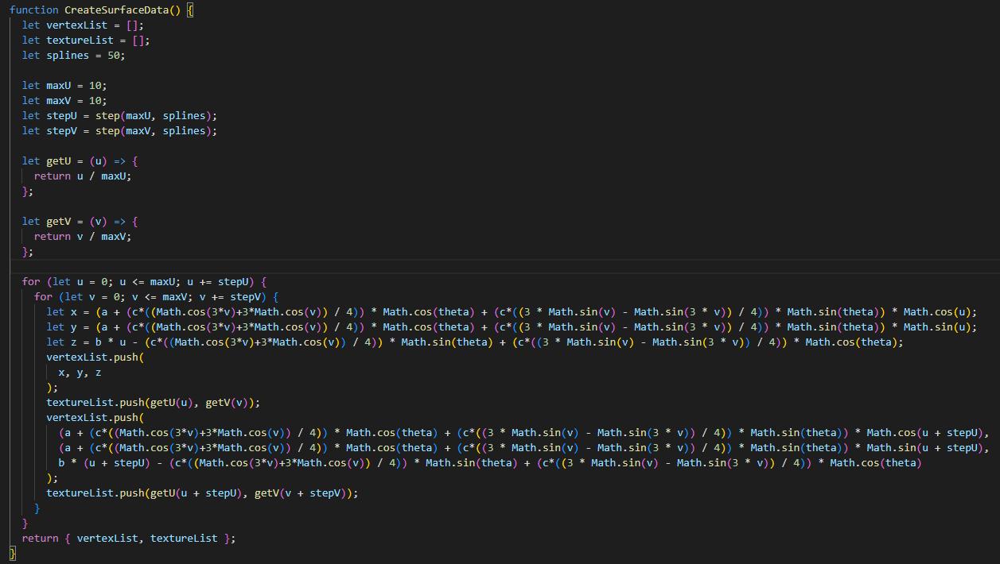 function CreateSurfaceData() {
let vertexList = [];
let textureList = [];
let splines = 50;
let maxU = 10;
let maxV = 10;
let stepU = step(maxU, splines);
let stepV = step(maxV, splines);
let getU = (u) => {
return u / maxU;
};
let getV = (v) => {
return v / maxV;
};
for (let u = 0; u <= maxU; u += stepU) {
for (let v = 0; v <= maxV; v += stepV) {
let x = (a + (c*((Math.cos(3*v)+3*Math.cos(v)) / 4)) * Math.cos(theta) + (c*((3 * Math.sin(v) - Math.sin(3 * v)) / 4)) * Math.sin(theta)) * Math.cos(u);
let y = (a + (c*((Math.cos(3*v)+3*Math.cos(v)) / 4)) * Math.cos(theta) + (c*((3 * Math.sin(v) - Math.sin(3 * v)) / 4)) * Math.sin(theta)) * Math.sin(u);
let z = b * u - (c*((Math.cos(3*v)+3*Math.cos(v)) / 4)) * Math.sin(theta) + (c*((3 * Math.sin(v) - Math.sin(3 * v)) / 4)) * Math.cos(theta);
vertexList.push(
x, y, z
);
textureList.push(getU(u), getV(v));
vertexList.push(
(a + (c*((Math.cos(3*v)+3*Math.cos(v)) / 4)) * Math.cos(theta) + (c*((3 * Math.sin(v) - Math.sin(3 * v)) / 4)) * Math.sin(theta)) * Math.cos(u + stepU),
(a + (c*((Math.cos(3*v)+3*Math.cos(v)) / 4)) * Math.cos(theta) + (c*((3 * Math.sin(v) - Math.sin(3 * v)) / 4)) * Math.sin(theta)) * Math.sin(u + stepU),
b * (u + stepU) - (c*((Math.cos(3*v)+3*Math.cos(v)) / 4)) * Math.sin(theta) + (c*((3 * Math.sin(v) - Math.sin(3 * v)) / 4)) * Math.cos(theta)
);
textureList.push(getU(u + stepU), getV(v + stepV));
}
}
return { vertexList, textureList };
}